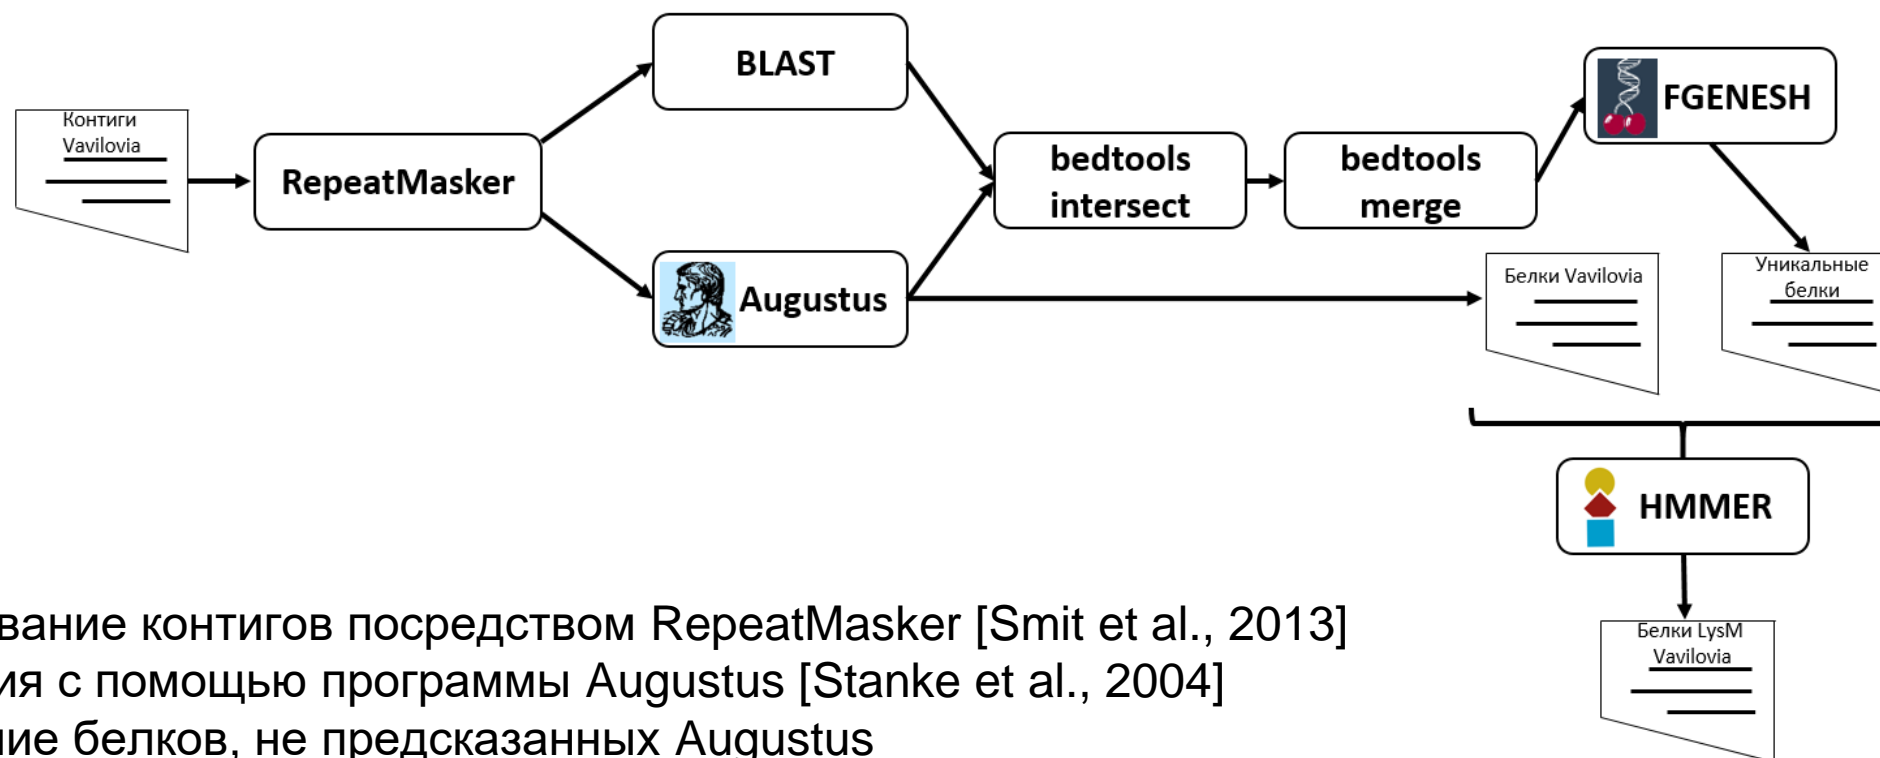 Контиги
Vavilovia
RepeatMasker
BLAST
Augustus
bedtools
intersect
bedtools
merge
FGENESH
Белки Vavilovia
Уникальные
белки
HMMER
Белки LysM
Vavilovia
вание контигов посредством RepeatMasker [Smit et al., 2013]
ия с помощью программы Augustus [Stanke et al., 2004]
ние белков, не предсказанных Augustus